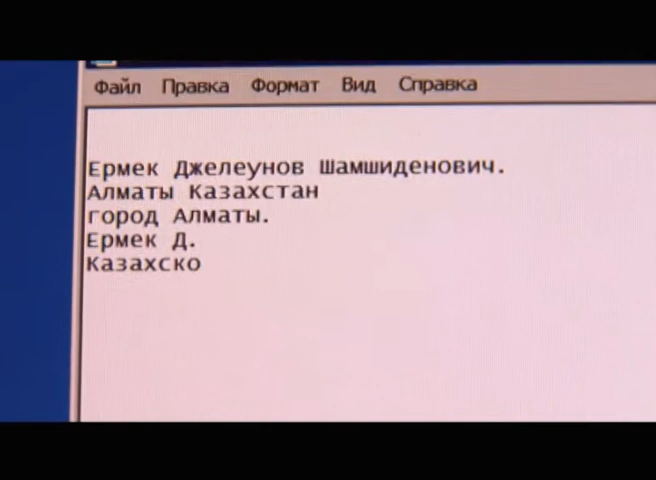 Файл Правка Формат Вид Справка
Ермек Джелеунов Шамшиденович.
Алматы Казахстан
город Алматы.
Ермек Д.
Казахско